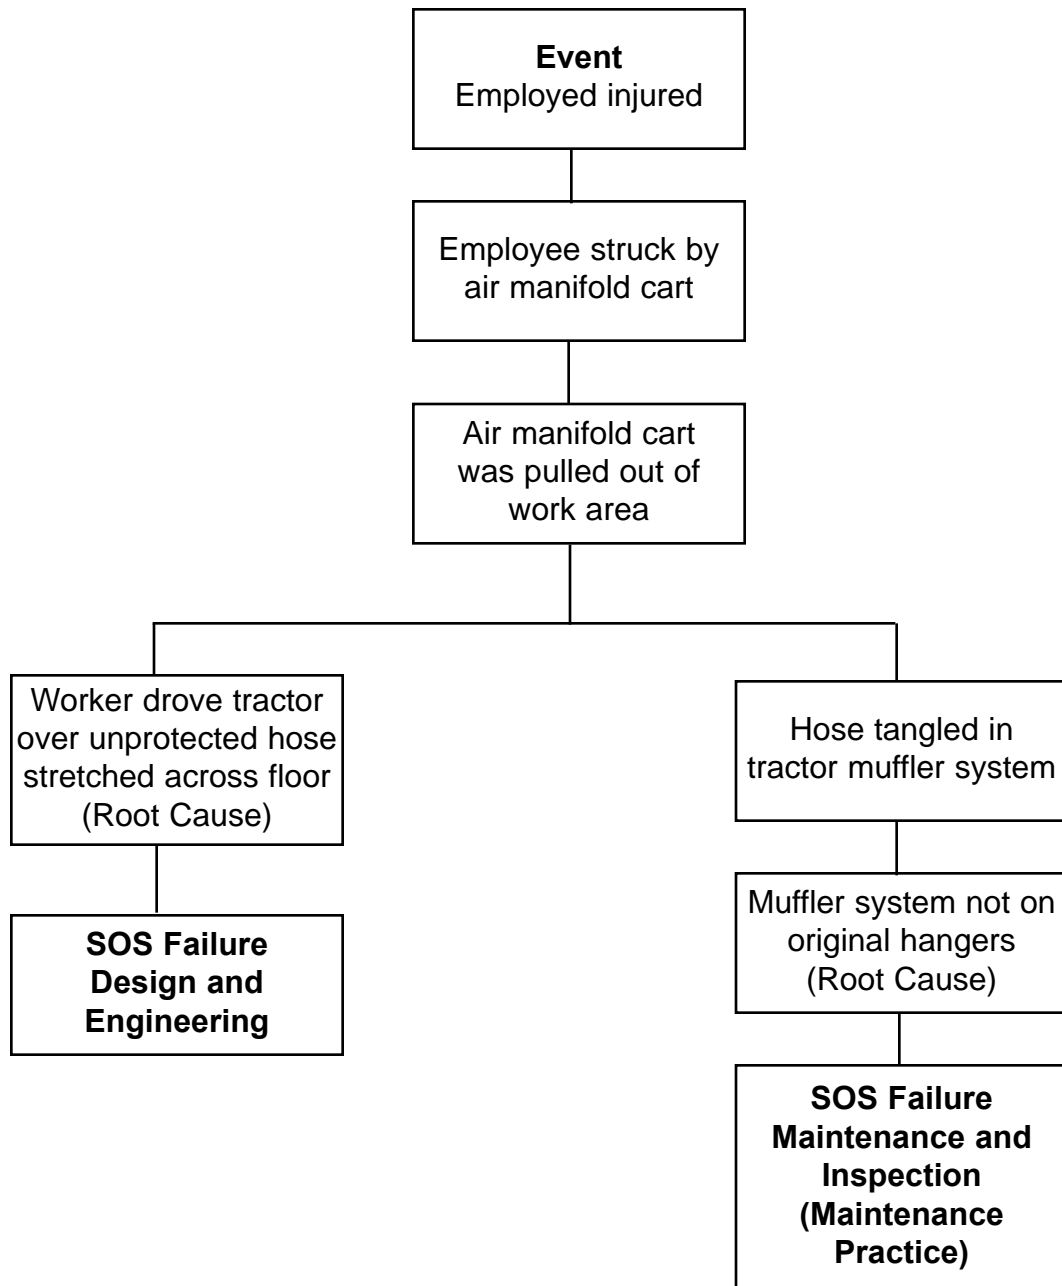 Event
Employed injured
Employee struck by
air manifold cart
Air manifold cart
was pulled out of
work area
Worker drove tractor
over unprotected hose
stretched across floor
(Root Cause)
SOS Failure
Design and
Engineering
Hose tangled in
tractor muffler system
Muffler system not on
original hangers
(Root Cause)
SOS Failure
Maintenance and
Inspection
(Maintenance
Practice)